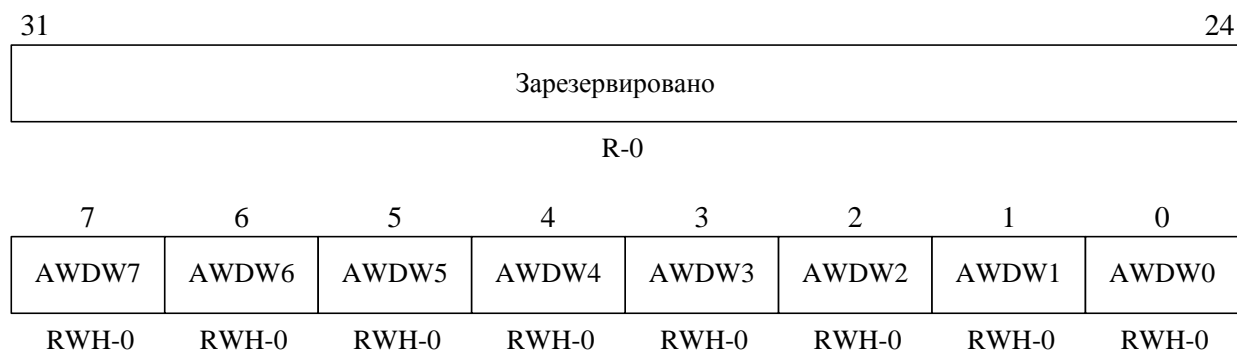 31 24
Зарезервировано
R-0
7 6 5 4 3 2 1 0
AWDW7 AWDW6 AWDW5 AWDW4 AWDW3 AWDW2 AWDW1 AWDW0
RWH-0 RWH-0 RWH-0 RWH-0 RWH-0 RWH-0 RWH-0 RWH-0